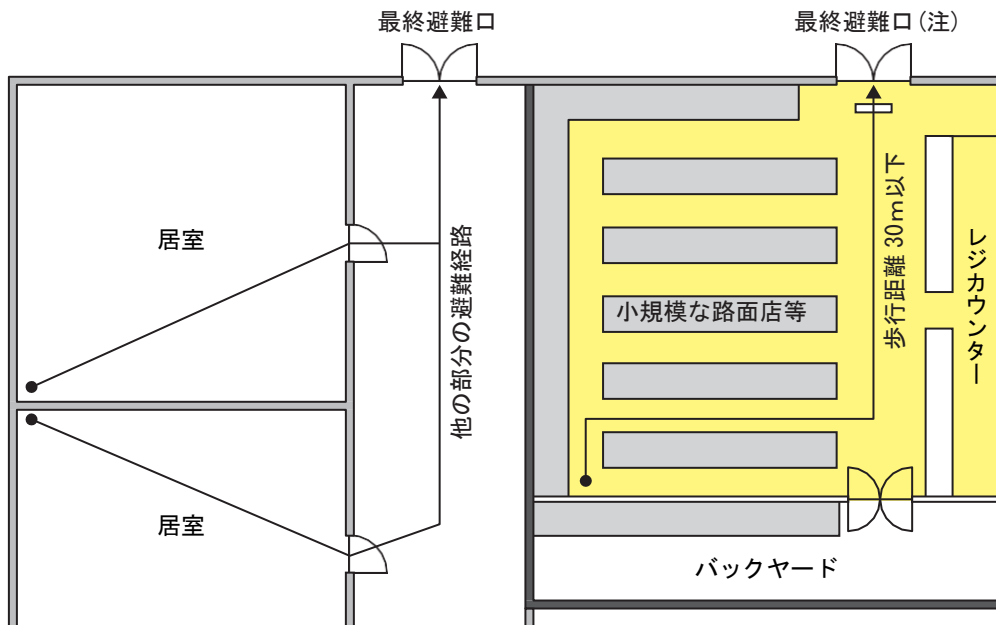 最終避難口
最終避難口(注)
居室
他の部分の避難経路
小規模な路面店等
歩行距離 30m以下
レジカウンター
居室
バックヤード